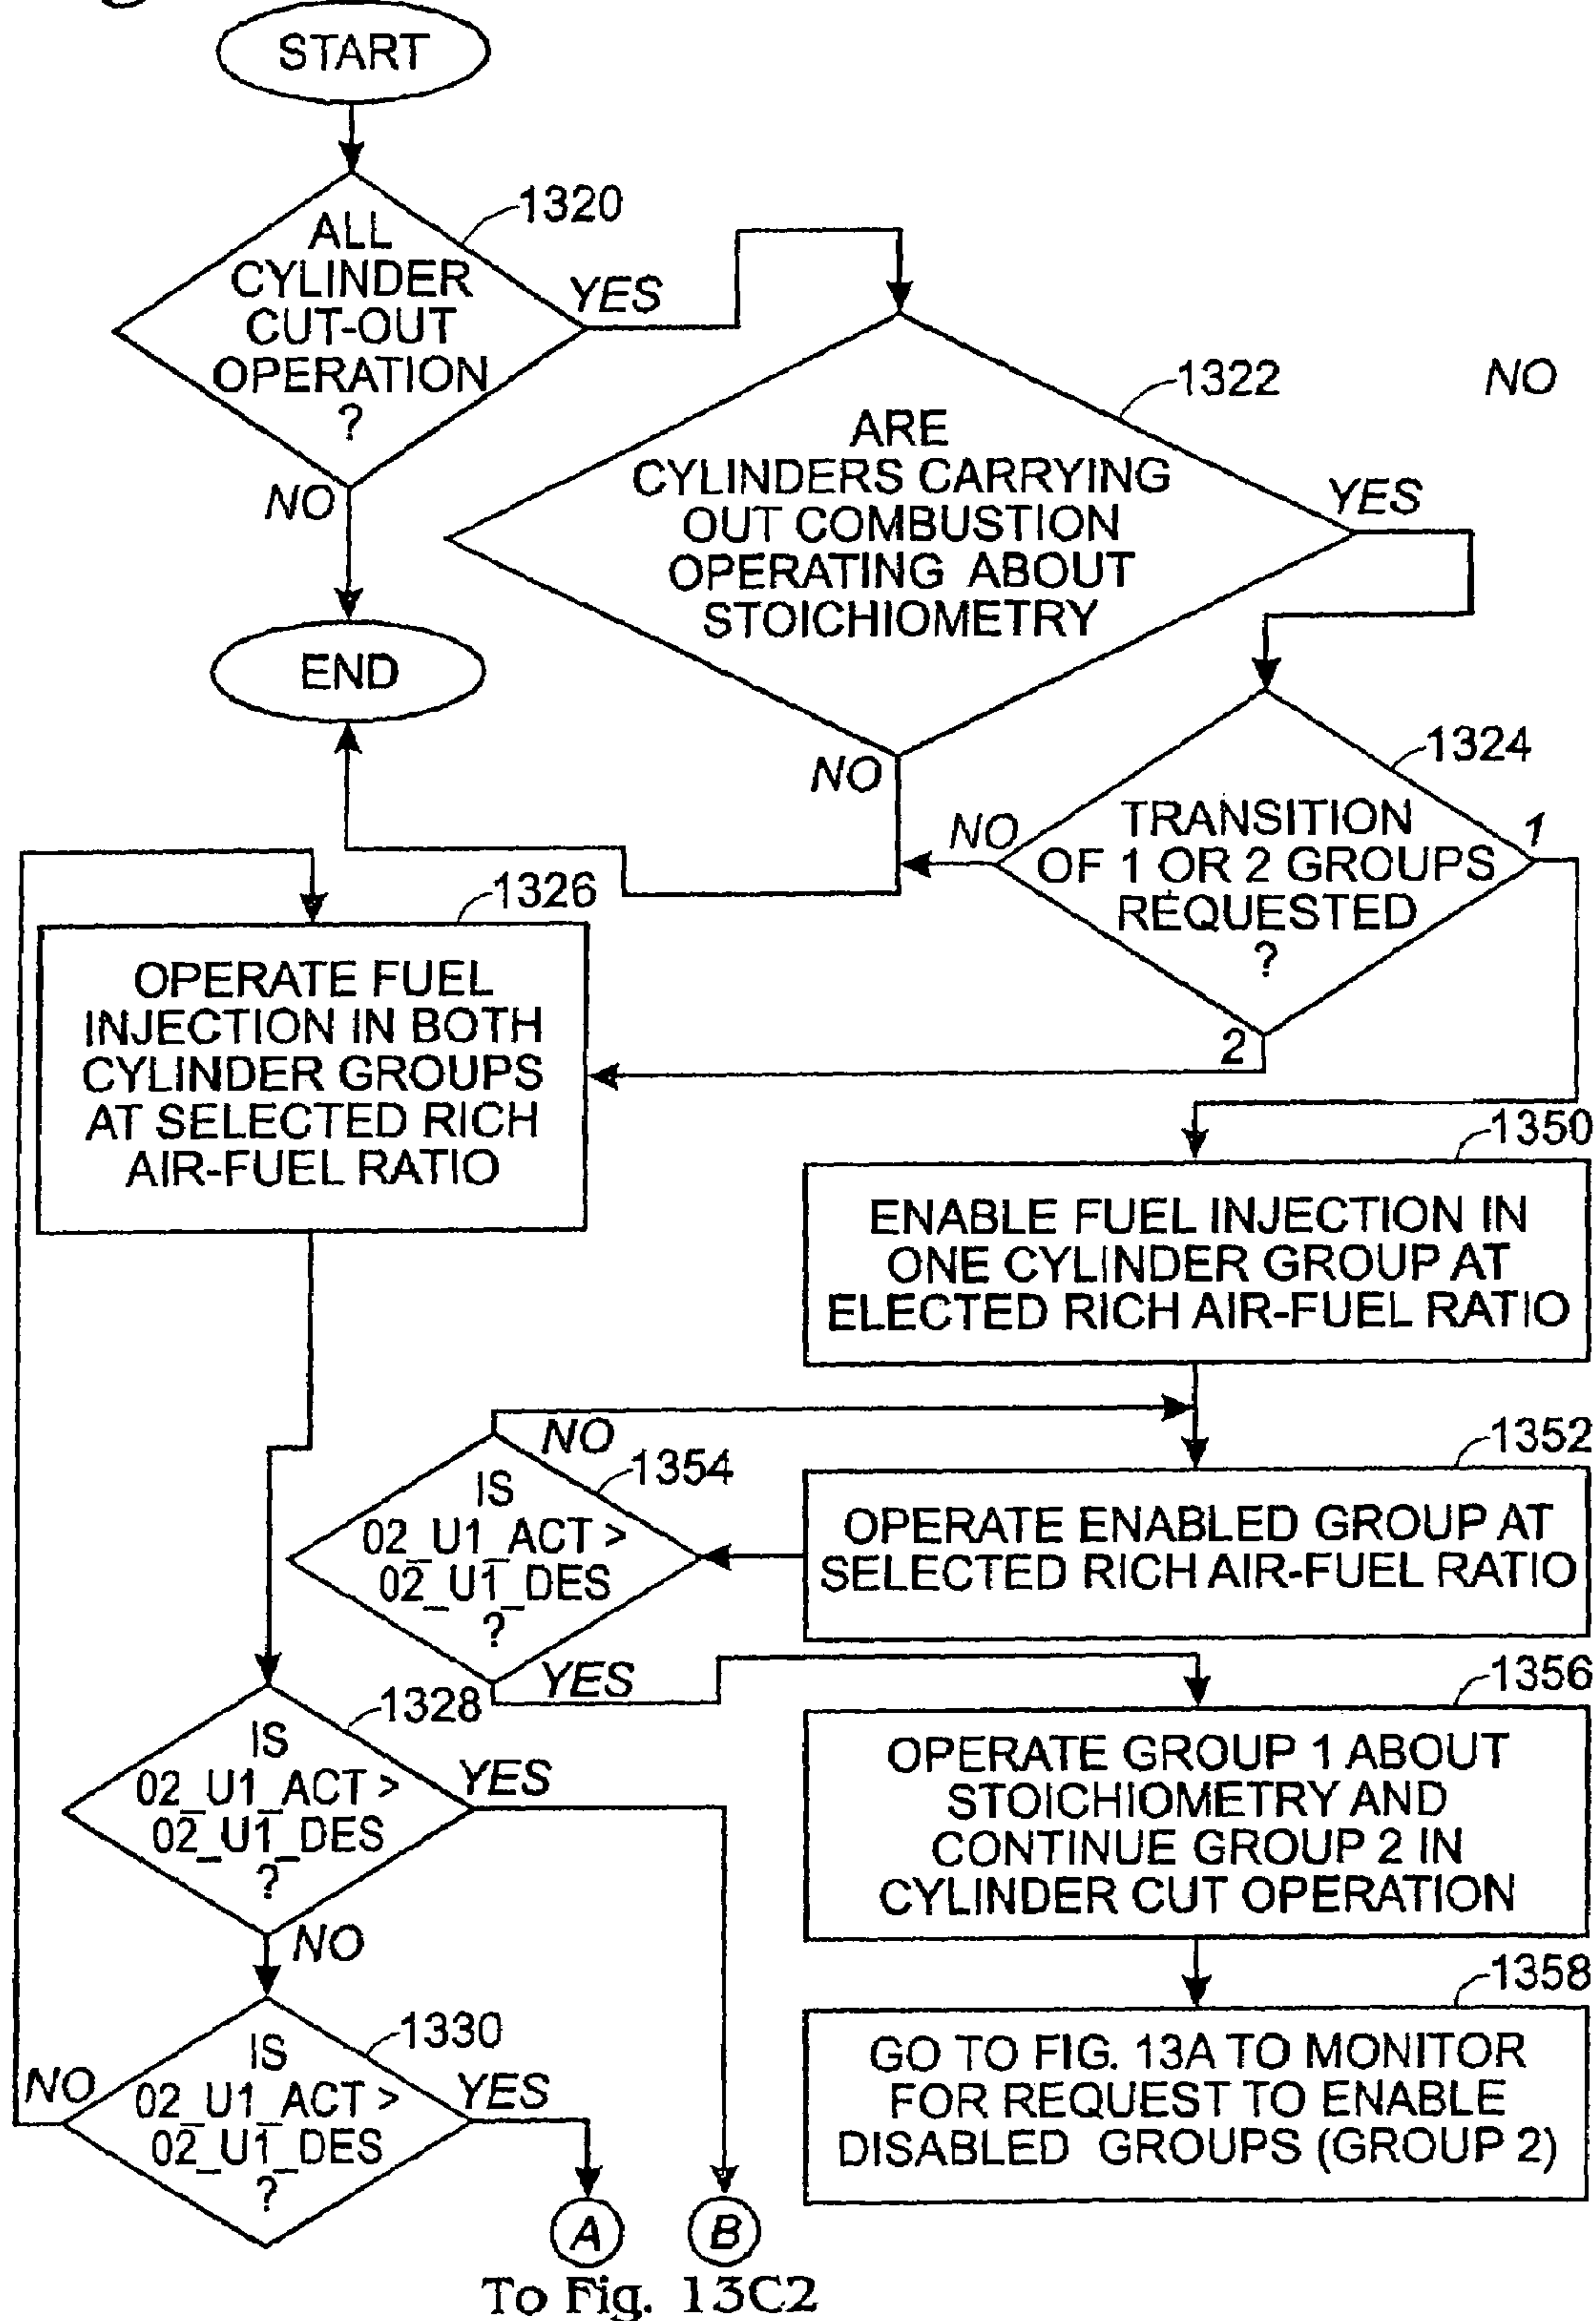 START
1320
ALL
CYLINDER
CUT-OUT
OPERATION
?
YES
NO
END
1322
NO
ARE
CYLINDERS CARRYING
OUT COMBUSTION
OPERATING ABOUT
STOICHIOMETRY
YES
NO
1324
TRANSITION
OF 1 OR 2 GROUPS
REQUESTED
?
NO
1
2
1326
OPERATE FUEL
INJECTION IN BOTH
CYLINDER GROUPS
AT SELECTED RICH
AIR-FUEL RATIO
1350
ENABLE FUEL INJECTION IN
ONE CYLINDER GROUP AT
ELECTED RICH AIR-FUEL RATIO
1352
OPERATE ENABLED GROUP AT
SELECTED RICH AIR-FUEL RATIO
NO
1354
IS
02_U1_ACT >
02_U1_DES
?
YES
1356
OPERATE GROUP 1 ABOUT
STOICHIOMETRY AND
CONTINUE GROUP 2 IN
CYLINDER CUT OPERATION
1328
IS
02_U1_ACT >
02_U1_DES
?
YES
NO
1358
GO TO FIG. 13A TO MONITOR
FOR REQUEST TO ENABLE
DISABLED GROUPS (GROUP 2)
1330
IS
02_U1_ACT >
02_U1_DES
?
NO
YES
A
B
To Fig. 13C2